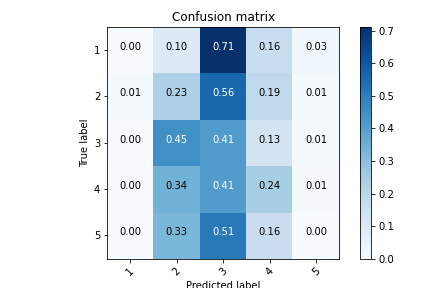 Confusion matrix
0.7
1 0.00 0.10 0.71 0.16 0.03
0.6
2 0.01 0.23 0.56 0.19 0.01
0.5
True label
3 0.00 0.45 0.41 0.13 0.01
0.4
0.3
4 0.00 0.34 0.41 0.24 0.01
0.2
5 0.00 0.33 0.51 0.16 0.00
0.1
0.0
1 2 3 4 5
Predicted label